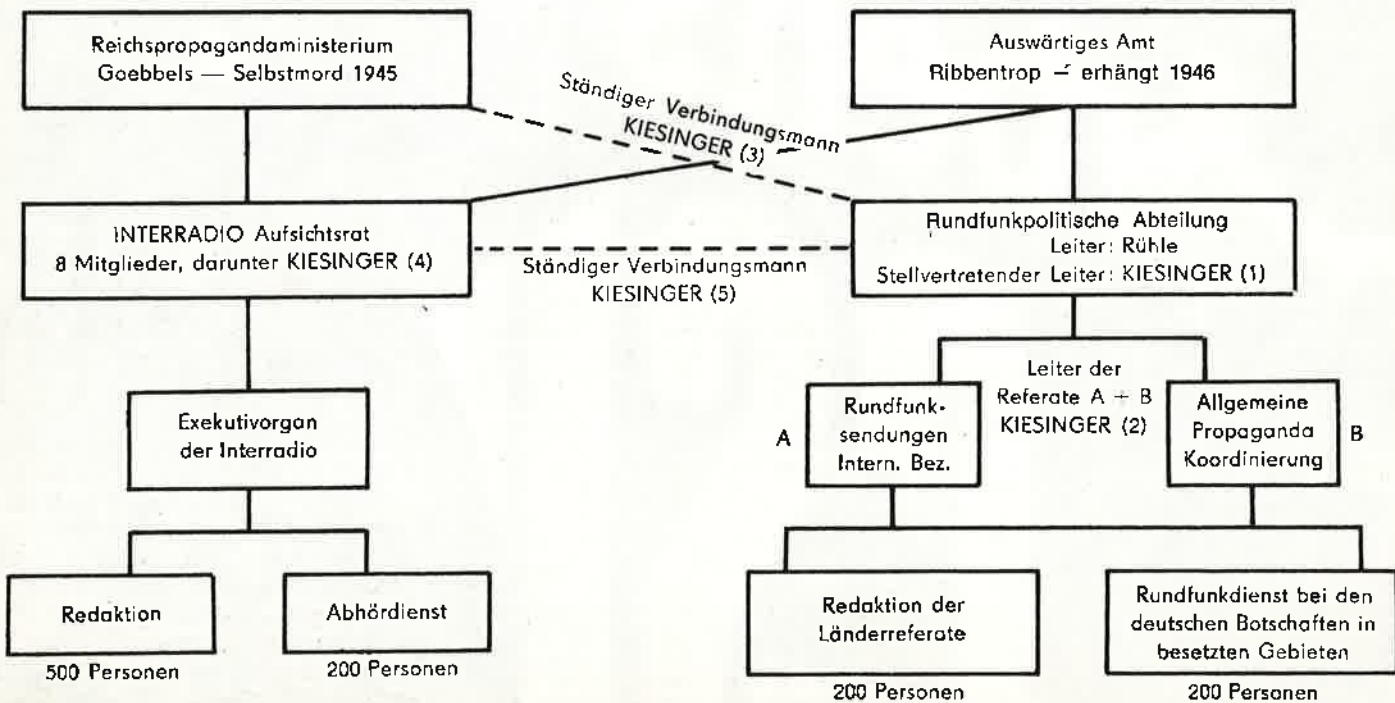 Reichspropagandaministerium
Goebbels — Selbstmord 1945
Auswärtiges Amt
Ribbentrop — erhängt 1946
Ständiger Verbindungsmann
KIESINGER (3)
INTERRADIO Aufsichtsrat
8 Mitglieder, darunter KIESINGER (4)
Ständiger Verbindungsmann
KIESINGER (5)
Rundfunkpolitische Abteilung
Leiter: Rühle
Stellvertretender Leiter: KIESINGER (1)
Exekutivorgan
der Interradio
Leiter der
Referate A + B
KIESINGER (2)
A
Rundfunk-
sendungen
Intern. Bez.
Allgemeine
Propaganda
Koordinierung
B
Redaktion
500 Personen
Abhördienst
200 Personen
Redaktion der
Länderreferate
200 Personen
Rundfunkdienst bei den
deutschen Botschaften in
besetzten Gebieten
200 Personen